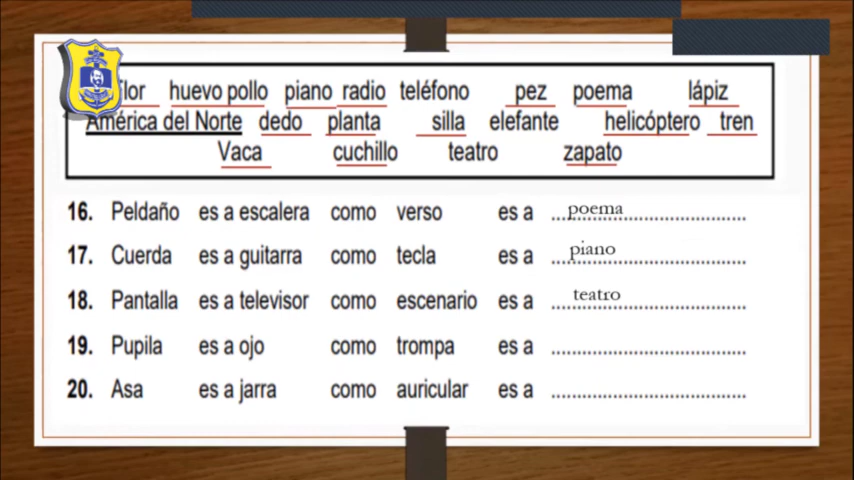 huevo pollo piano radio teléfono pez poema lápiz
América del Norte dedo planta silla elefante helicóptero tren
Vaca cuchillo teatro zapato
16. Peldaño es a escalera como verso es a poema
17. Cuerda es a guitarra como tecla es a piano
18. Pantalla es a televisor como escenario es a teatro
19. Pupila es a ojo como trompa es a ........................................
20. Asa es a jarra como auricular es a ........................................